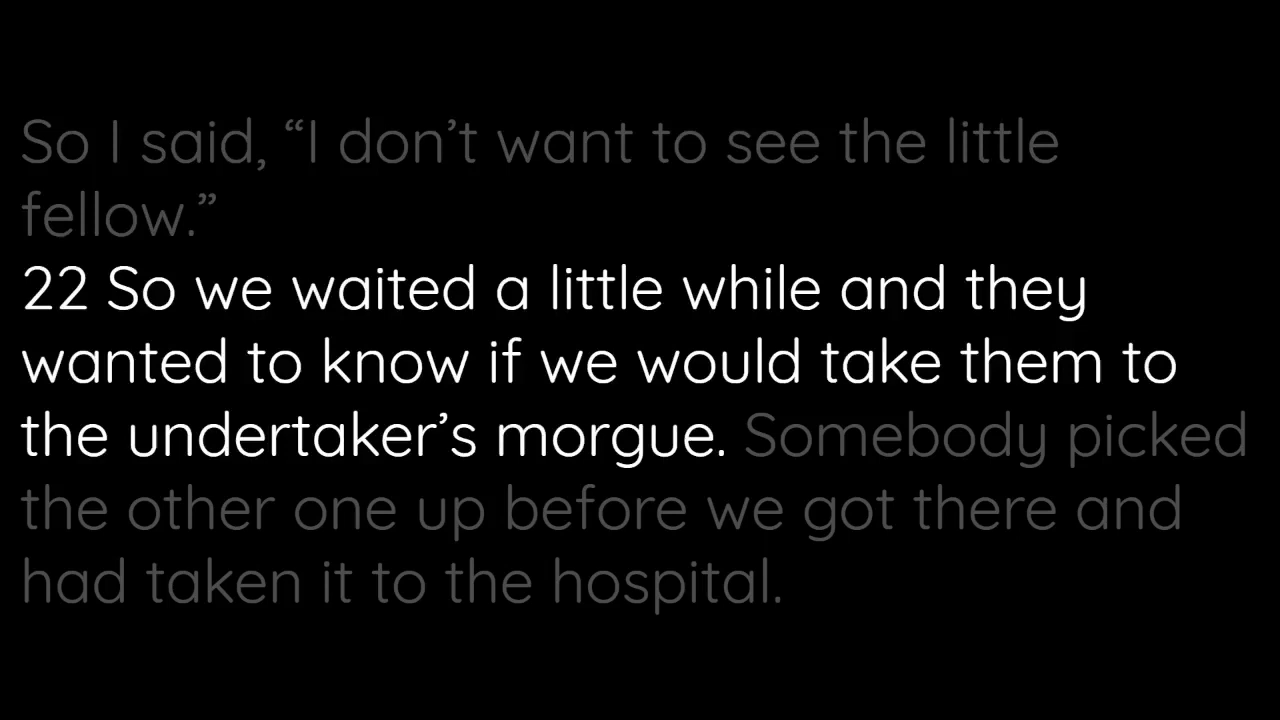 So I said, “I don’t want to see the little
fellow.”
22 So we waited a little while and they
wanted to know if we would take them to
the undertaker’s morgue. Somebody picked
the other one up before we got there and
had taken it to the hospital.